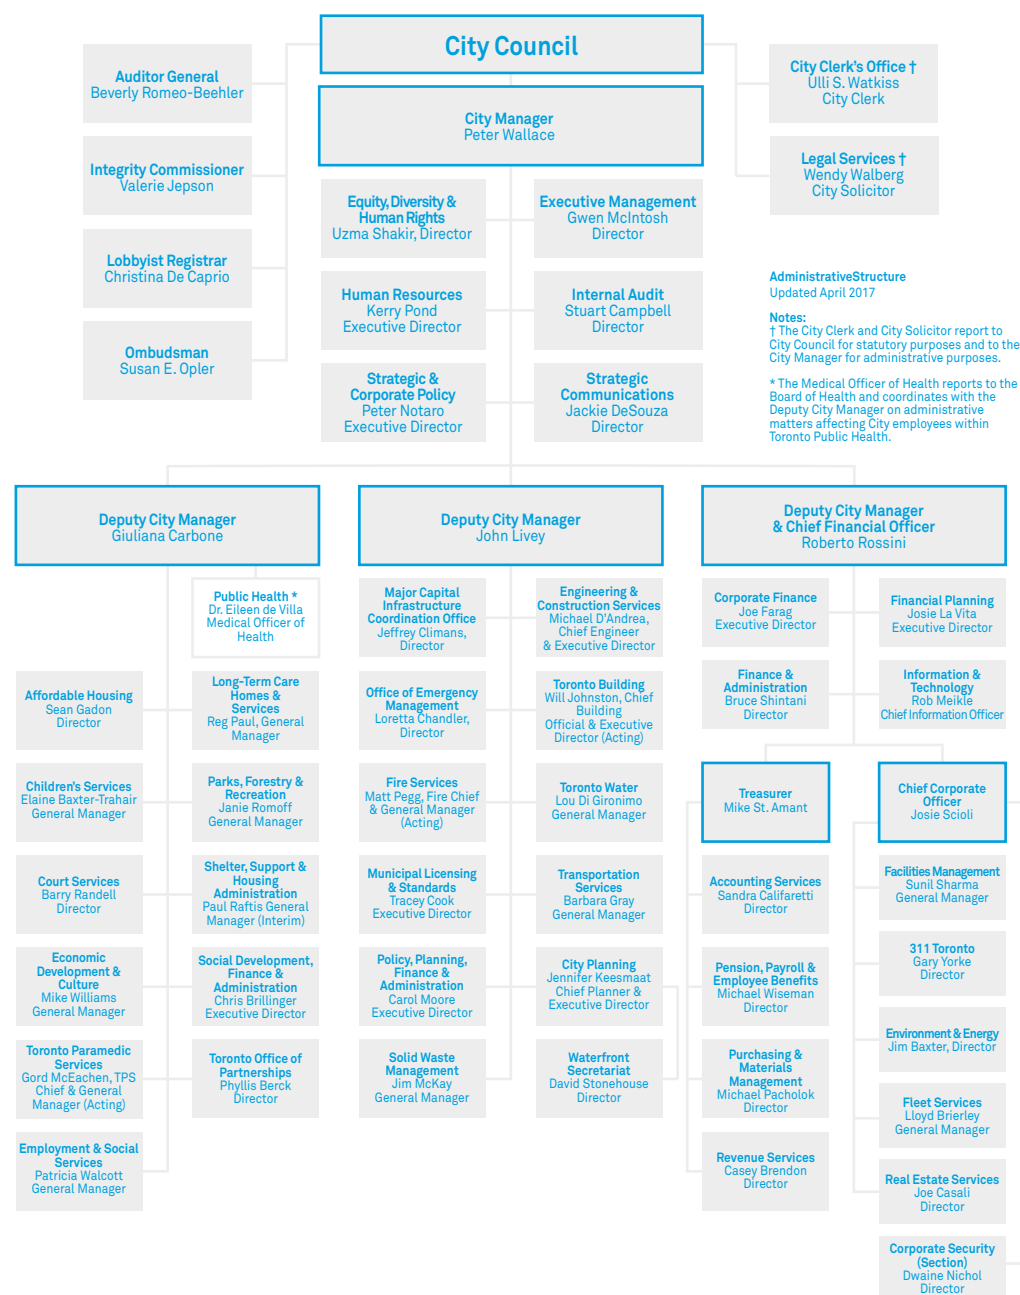 City Council
Auditor General
Beverly Romeo-Beehler
City Clerk's Office †
Ulli S. Watkiss
City Clerk
City Manager
Peter Wallace
Integrity Commissioner
Valerie Jepson
Legal Services †
Wendy Walberg
City Solicitor
Equity, Diversity &
Human Rights
Uzma Shakir, Director
Executive Management
Gwen McIntosh
Director
Lobbyist Registrar
Christina De Caprio
Human Resources
Kerry Pond
Executive Director
Internal Audit
Stuart Campbell
Director
Ombudsman
Susan E. Opler
Strategic &
Corporate Policy
Peter Notaro
Executive Director
Strategic
Communications
Jackie DeSouza
Director
AdministrativeStructure
Updated April 2017
Notes:
† The City Clerk and City Solicitor report to
City Council for statutory purposes and to the
City Manager for administrative purposes.
* The Medical Officer of Health reports to the
Board of Health and coordinates with the
Deputy City Manager on administrative
matters affecting City employees within
Toronto Public Health.
Deputy City Manager
Giuliana Carbone
Public Health *
Dr. Eileen de Villa
Medical Officer of
Health
Affordable Housing
Sean Gadon
Director
Long-Term Care
Homes &
Services
Reg Paul, General
Manager
Children's Services
Elaine Baxter-Trahair
General Manager
Parks, Forestry &
Recreation
Janie Romoff
General Manager
Court Services
Barry Randell
Director
Shelter, Support &
Housing
Administration
Paul Raftis General
Manager (Interim)
Economic
Development &
Culture
Mike Williams
General Manager
Social Development,
Finance &
Administration
Chris Brillinger
Executive Director
Toronto Paramedic
Services
Gord McEachen, TPS
Chief & General
Manager (Acting)
Toronto Office of
Partnerships
Phyllis Berck
Director
Employment & Social
Services
Patricia Walcott
General Manager
Deputy City Manager
John Livey
Major Capital
Infrastructure
Coordination Office
Jeffrey Climans,
Director
Engineering &
Construction Services
Michael D'Andrea,
Chief Engineer
& Executive Director
Office of Emergency
Management
Loretta Chandler,
Director
Toronto Building
Will Johnston, Chief
Building
Official & Executive
Director (Acting)
Fire Services
Matt Pegg, Fire Chief
& General Manager
(Acting)
Toronto Water
Lou Di Gironimo
General Manager
Municipal Licensing
& Standards
Tracey Cook
Executive Director
Transportation
Services
Barbara Gray
General Manager
Policy, Planning,
Finance &
Administration
Carol Moore
Executive Director
City Planning
Jennifer Keesmaat
Chief Planner &
Executive Director
Solid Waste
Management
Jim McKay
General Manager
Waterfront
Secretariat
David Stonehouse
Director
Deputy City Manager
& Chief Financial Officer
Roberto Rossini
Corporate Finance
Joe Farag
Executive Director
Financial Planning
Josie La Vita
Executive Director
Finance &
Administration
Bruce Shintani
Director
Information &
Technology
Rob Meikle
Chief Information Officer
Treasurer
Mike St. Amant
Accounting Services
Sandra Califaretti
Director
Pension, Payroll &
Employee Benefits
Michael Wiseman
Director
Purchasing &
Materials
Management
Michael Pacholok
Director
Revenue Services
Casey Brendon
Director
Chief Corporate
Officer
Josie Scioli
Facilities Management
Sunil Sharma
General Manager
311 Toronto
Gary Yorke
Director
Environment & Energy
Jim Baxter, Director
Fleet Services
Lloyd Brierley
General Manager
Real Estate Services
Joe Casali
Director
Corporate Security
(Section)
Dwaine Nichol
Director